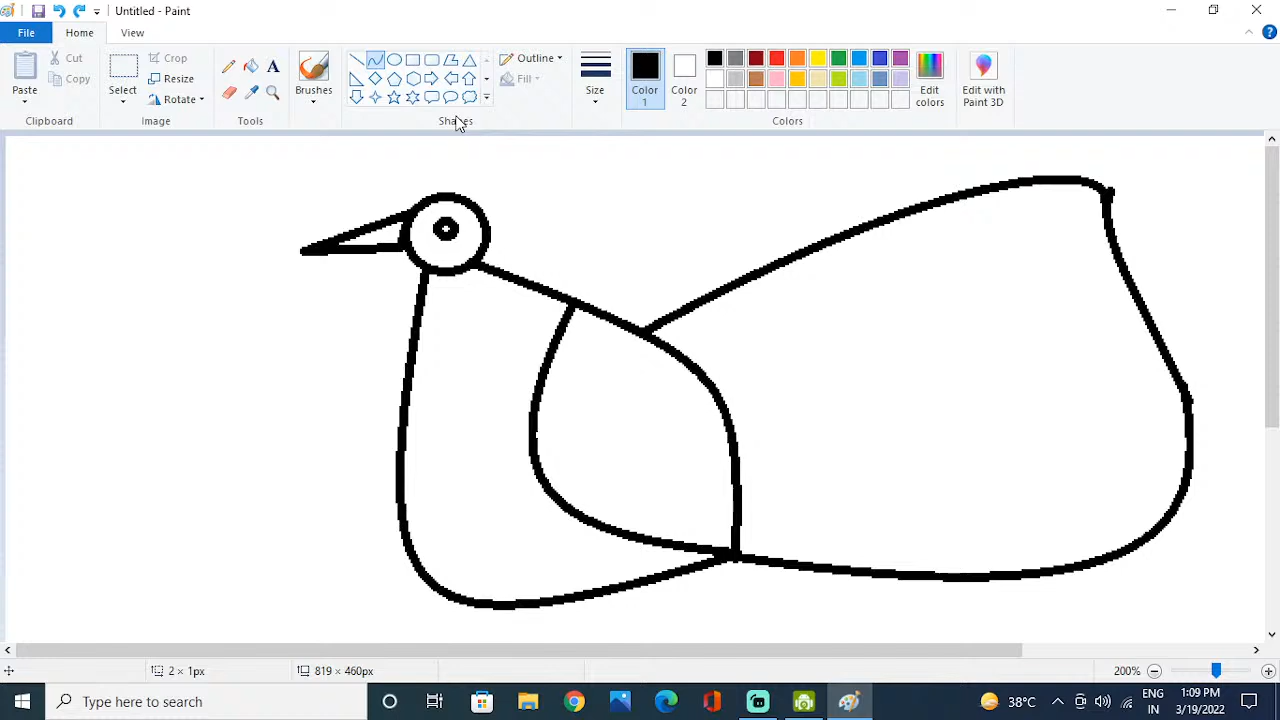 Untitled - Paint
File
Home
View
Paste
Cut
Copy
Clipboard
Select
Crop
Resize
Rotate
Image
A
Tools
Brushes
Shapes
Outline
Fill
Size
Color
1
Color
2
Edit
colors
Edit with
Paint 3D
Colors
2 × 1px
819 × 460px
200%
Type here to search
38°C
ENG
IN
1:09 PM
3/19/2022